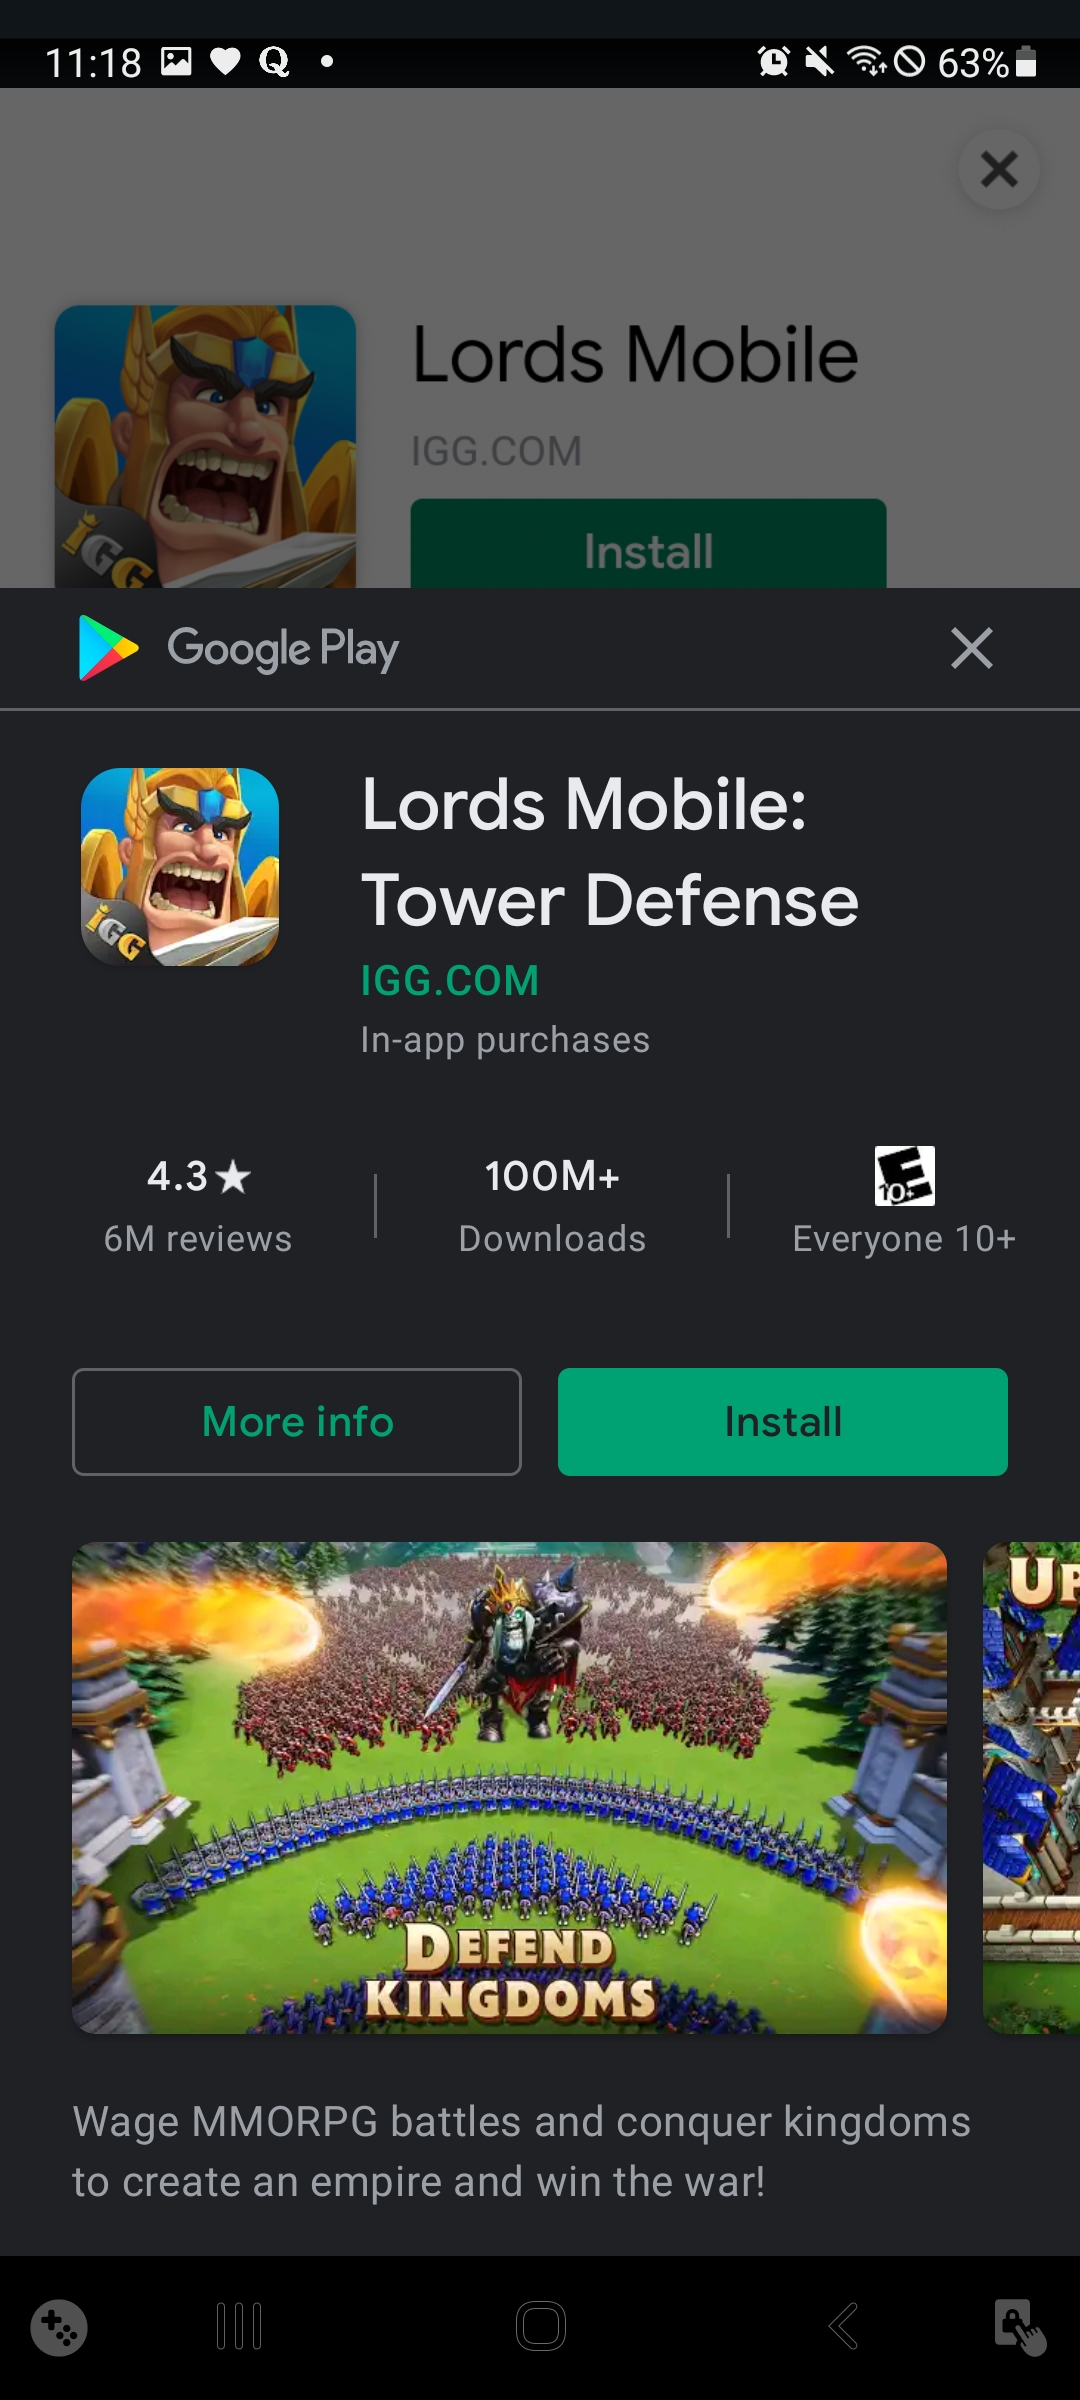 11:18
63%
Lords Mobile
IGG.COM
Install
IGG
Google Play
Lords Mobile:
Tower Defense
IGG.COM
In-app purchases
IGG
4.3★
100M+
E 10+
6M reviews
Downloads
Everyone 10+
More info
Install
DEFEND
KINGDOMS
UP
Wage MMORPG battles and conquer kingdoms
to create an empire and win the war!